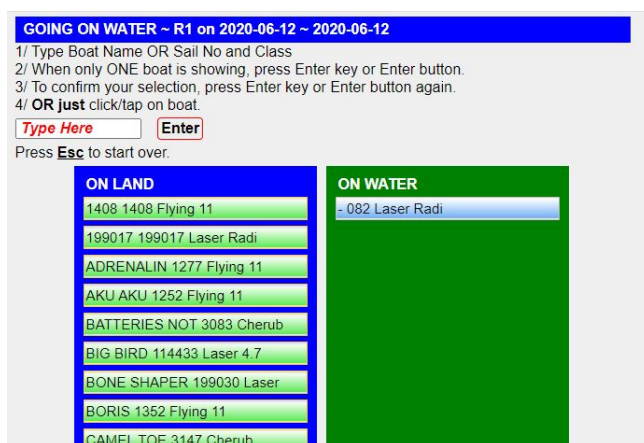 GOING ON WATER ~ R1 on 2020-06-12 ~ 2020-06-12
1/ Type Boat Name OR Sail No and Class
2/ When only ONE boat is showing, press Enter key or Enter button.
3/ To confirm your selection, press Enter key or Enter button again.
4/ OR just click/tap on boat.
Type Here Enter
Press Esc to start over.
ON LAND
1408 1408 Flying 11
199017 199017 Laser Radi
ADRENALIN 1277 Flying 11
AKU AKU 1252 Flying 11
BATTERIES NOT 3083 Cherub
BIG BIRD 114433 Laser 4.7
BONE SHAPER 199030 Laser
BORIS 1352 Flying 11
CAMEL TOE 3147 Cherub
ON WATER
- 082 Laser Radi